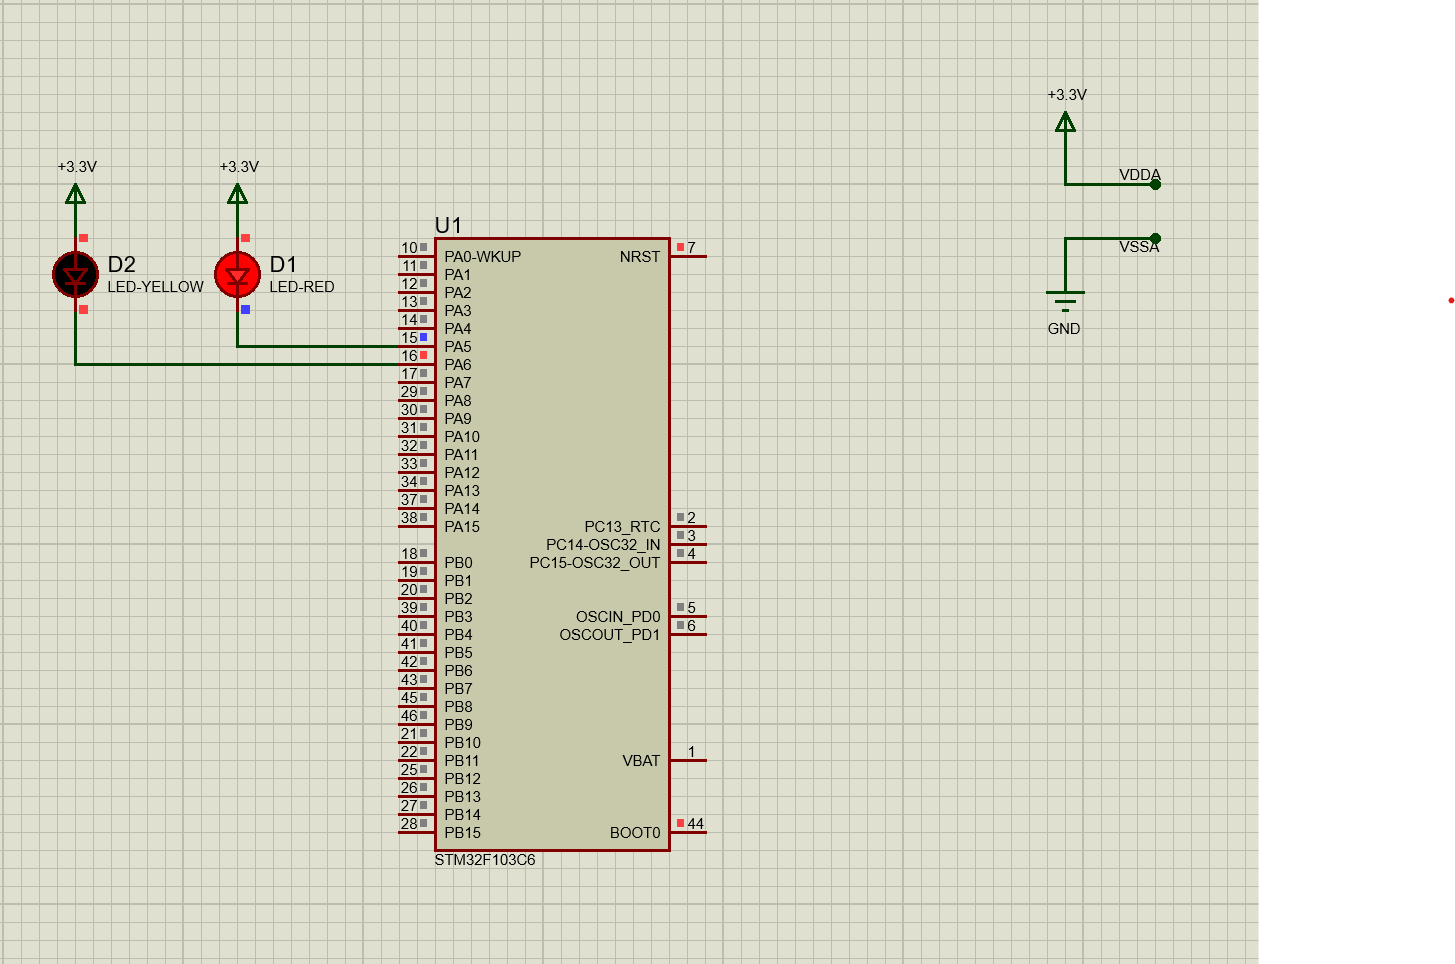 +3.3V
+3.3V
+3.3V
VDDA
VSSA
GND
D2
LED-YELLOW
D1
LED-RED
U1
10 PA0-WKUP
11 PA1
12 PA2
13 PA3
14 PA4
15 PA5
16 PA6
17 PA7
29 PA8
30 PA9
31 PA10
32 PA11
33 PA12
34 PA13
37 PA14
38 PA15
18 PB0
19 PB1
20 PB2
39 PB3
40 PB4
41 PB5
42 PB6
43 PB7
45 PB8
46 PB9
21 PB10
22 PB11
25 PB12
26 PB13
27 PB14
28 PB15
NRST 7
PC13_RTC 2
PC14-OSC32_IN 3
PC15-OSC32_OUT 4
OSCIN_PD0 5
OSCOUT_PD1 6
VBAT 1
BOOT0 44
STM32F103C6